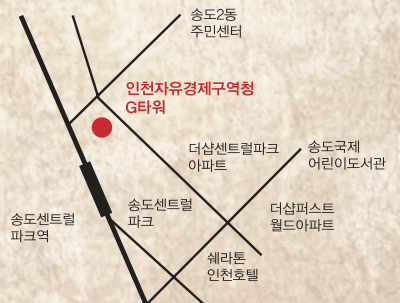 송도2동
주민센터
인천자유경제구역청
G타워
더샵센트럴파크
아파트
송도국제
어린이도서관
송도센트럴
파크
더샵퍼스트
월드아파트
송도센트럴
파크역
쉐라톤
인천호텔